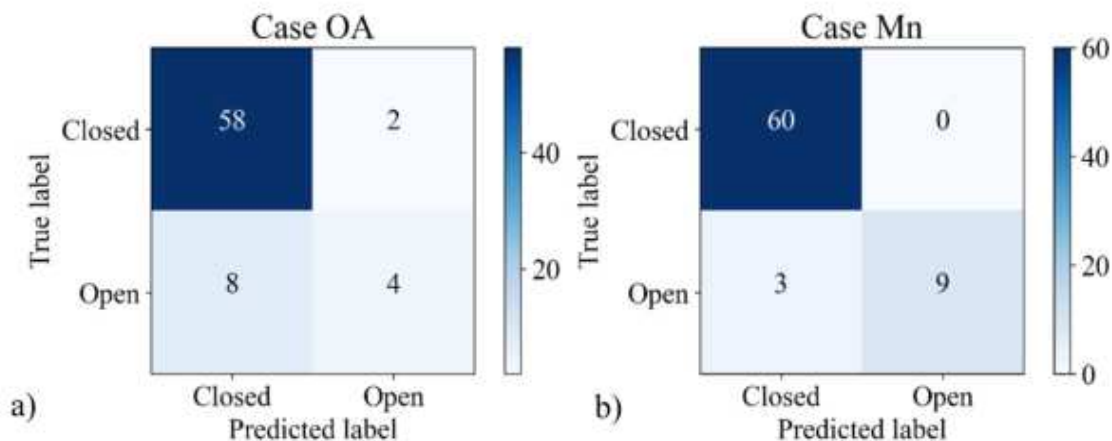 Case OA
Closed
Open
True label
58
2
8
4
Closed
Open
Predicted label
40
20
a)
Case Mn
Closed
Open
True label
60
0
3
9
Closed
Open
Predicted label
60
40
20
0
b)